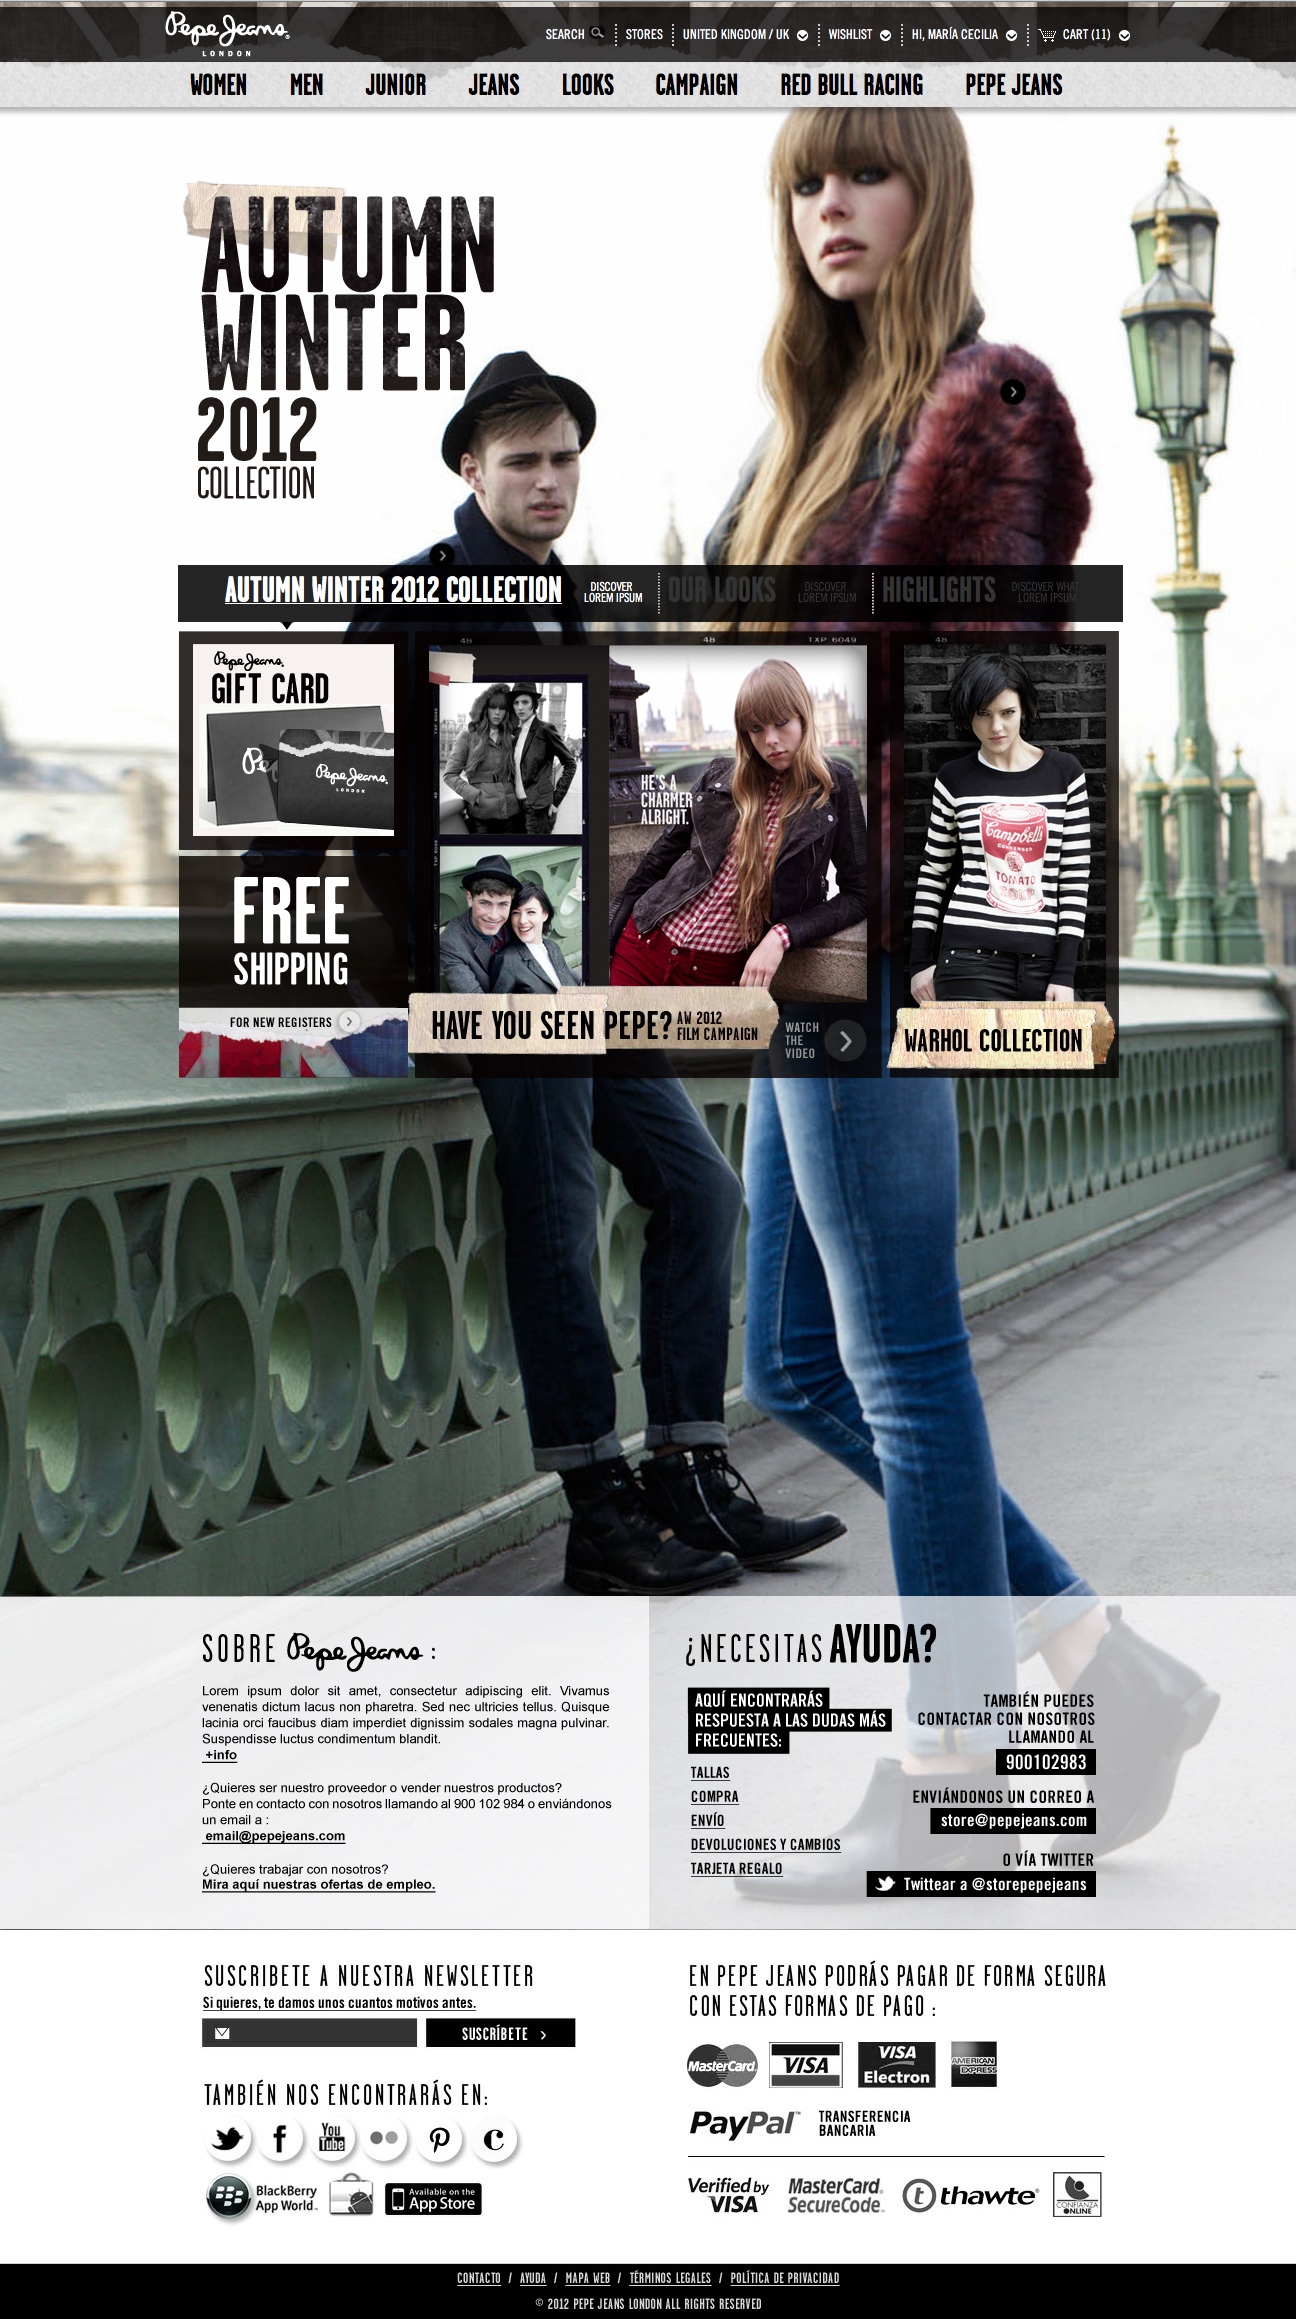 Pepe Jeans
LONDON
SEARCH
STORES
UNITED KINGDOM / UK
WISHLIST
HI, MARÍA CECILIA
CART (11)
WOMEN
MEN
JUNIOR
JEANS
LOOKS
CAMPAIGN
RED BULL RACING
PEPE JEANS
AUTUMN
WINTER
2012
COLLECTION
AUTUMN WINTER 2012 COLLECTION
DISCOVER
LOREM IPSUM
OUR LOOKS
DISCOVER
LOREM IPSUM
HIGHLIGHTS
DISCOVER WHAT
LOREM IPSUM
Pepe Jeans
GIFT CARD
Pepe Jeans
LONDON
FREE
SHIPPING
FOR NEW REGISTERS
48
48
TXP 6049
48
HE'S A
CHARMER
ALRIGHT.
HAVE YOU SEEN PEPE?
AW 2012
FILM CAMPAIGN
WATCH
THE
VIDEO
Campbell's
CONDENSED
TOMATO
SOUP
WARHOL COLLECTION
SOBRE Pepe Jeans :
Lorem ipsum dolor sit amet, consectetur adipiscing elit. Vivamus
venenatis dictum lacus non pharetra. Sed nec ultricies tellus. Quisque
lacinia orci faucibus diam imperdiet dignissim sodales magna pulvinar.
Suspendisse luctus condimentum blandit.
+info
¿Quieres ser nuestro proveedor o vender nuestros productos?
Ponte en contacto con nosotros llamando al 900 102 984 o enviándonos
un email a :
email@pepejeans.com
¿Quieres trabajar con nosotros?
Mira aquí nuestras ofertas de empleo.
¿NECESITAS AYUDA?
AQUÍ ENCONTRARÁS
RESPUESTA A LAS DUDAS MÁS
FRECUENTES:
TALLAS
COMPRA
ENVÍO
DEVOLUCIONES Y CAMBIOS
TARJETA REGALO
TAMBIÉN PUEDES
CONTACTAR CON NOSOTROS
LLAMANDO AL
900102983
ENVIÁNDONOS UN CORREO A
store@pepejeans.com
O VÍA TWITTER
Twittear a @storepepejeans
SUSCRIBETE A NUESTRA NEWSLETTER
Si quieres, te damos unos cuantos motivos antes.
SUSCRÍBETE
TAMBIÉN NOS ENCONTRARÁS EN:
You
Tube
BlackBerry
App World
Available on the
App Store
EN PEPE JEANS PODRÁS PAGAR DE FORMA SEGURA
CON ESTAS FORMAS DE PAGO :
MasterCard
VISA
VISA
Electron
AMERICAN
EXPRESS
PayPal
TRANSFERENCIA
BANCARIA
Verified by
VISA
MasterCard.
SecureCode.
thawte
CONFIANZA
ONLINE
CONTACTO / AYUDA / MAPA WEB / TÉRMINOS LEGALES / POLÍTICA DE PRIVACIDAD
© 2012 PEPE JEANS LONDON ALL RIGHTS RESERVED